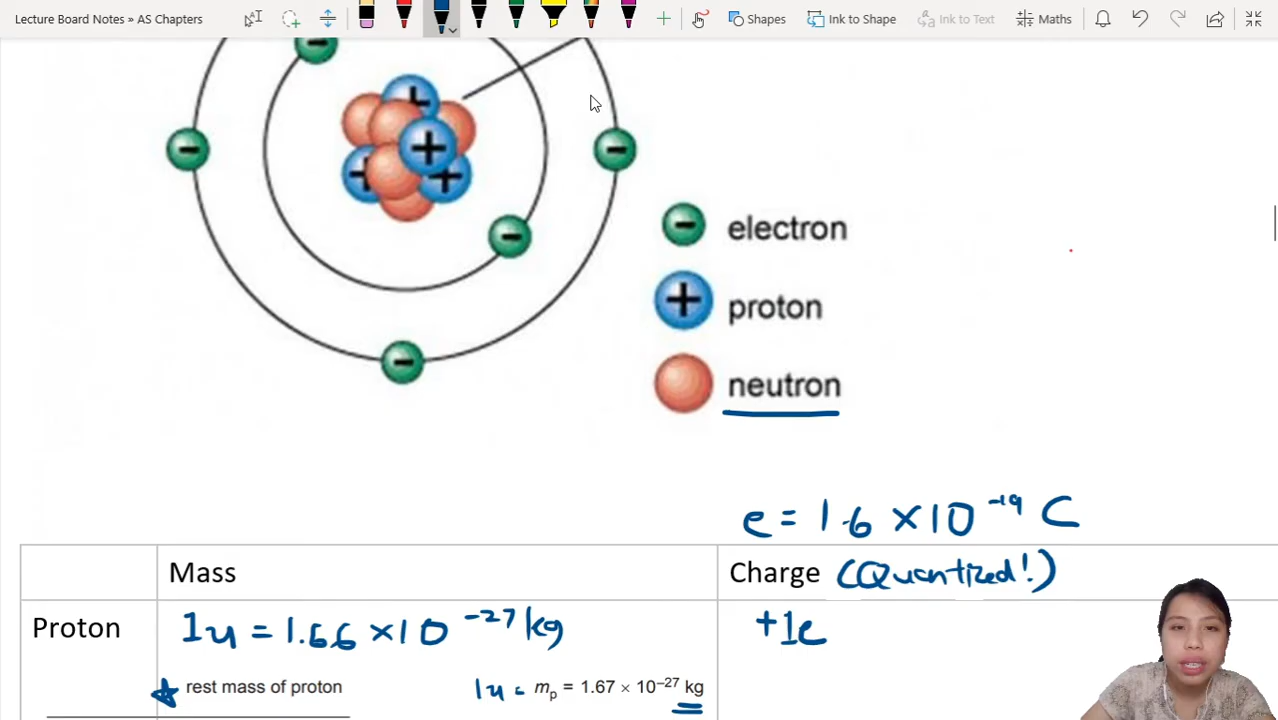 Lecture Board Notes » AS Chapters
Shapes
Ink to Shape
Ink to Text
Maths
electron
proton
neutron
e = 1.6 × 10⁻¹⁹ C
Mass
Charge (Quantized!)
Proton
1u = 1.66 × 10⁻²⁷ kg
+1e
rest mass of proton
1u = mₚ = 1.67 × 10⁻²⁷ kg